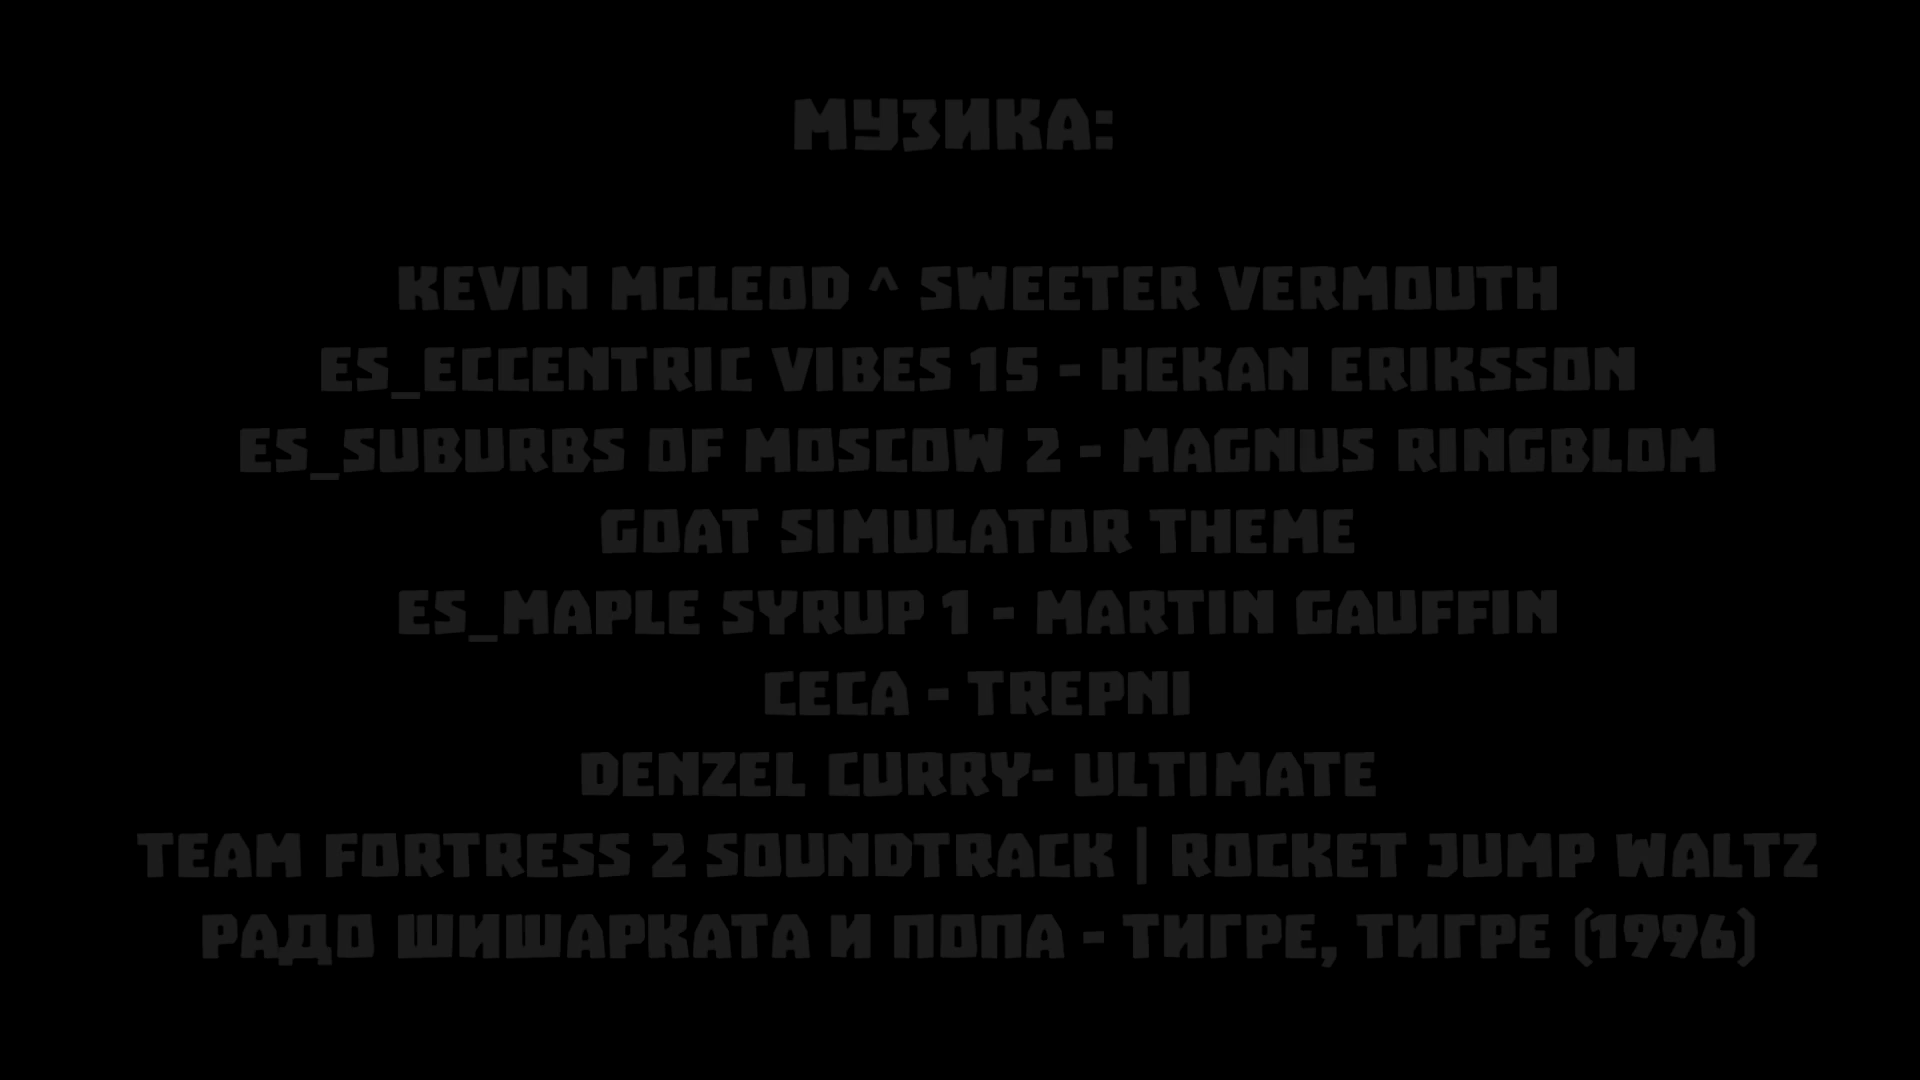 МУЗИКА:
KEVIN MCLEOD ^ SWEETER VERMOUTH
ES_ECCENTRIC VIBES 15 - HEKAN ERIKSSON
ES_SUBURBS OF MOSCOW 2 - MAGNUS RINGBLOM
GOAT SIMULATOR THEME
ES_MAPLE SYRUP 1 - MARTIN GAUFFIN
CECA - TREPNI
DENZEL CURRY- ULTIMATE
TEAM FORTRESS 2 SOUNDTRACK | ROCKET JUMP WALTZ
РАДО ШИШАРКАТА И ПОПА - ТИГРЕ, ТИГРЕ (1996)